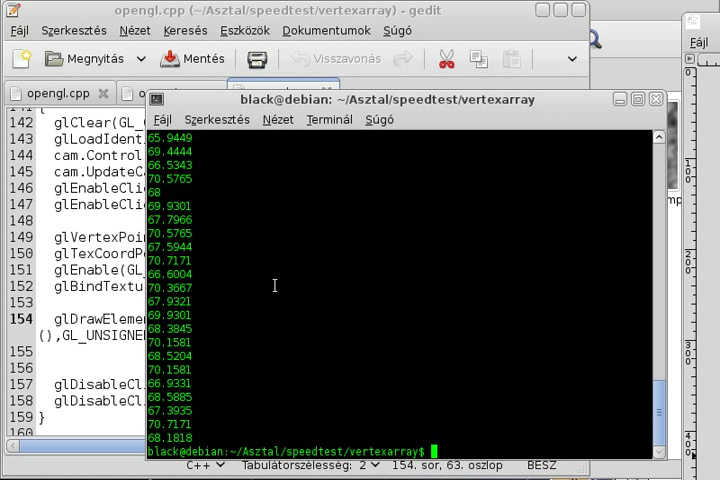 opengl.cpp (~/Asztal/speedtest/vertexarray) - gedit
Fájl Szerkesztés Nézet Keresés Eszközök Dokumentumok Súgó
Megnyitás Mentés Visszavonás
opengl.cpp
142 glClear(GL_
143 glLoadIdent
144 cam.Control
145 cam.UpdateC
146 glEnableCli
147 glEnableCli
148
149 glVertexPoi
150 glTexCoordP
151 glEnable(GL_
152 glBindTextu
153
154 glDrawElemen
(),GL_UNSIGNE
155
156
157 glDisableCl
158 glDisableCl
159 }
160
C++ Tabulátorszélesség: 2 154. sor, 63. oszlop BESZ
black@debian: ~/Asztal/speedtest/vertexarray
Fájl Szerkesztés Nézet Terminál Súgó
65.9449
69.4444
66.5343
70.5765
68
69.9301
67.7966
70.5765
67.5944
70.7171
66.6004
70.3667
67.9321
69.9301
68.3845
70.1581
68.5204
70.1581
66.9331
68.5885
67.3935
70.7171
68.1818
black@debian:~/Asztal/speedtest/vertexarray$
Fájl